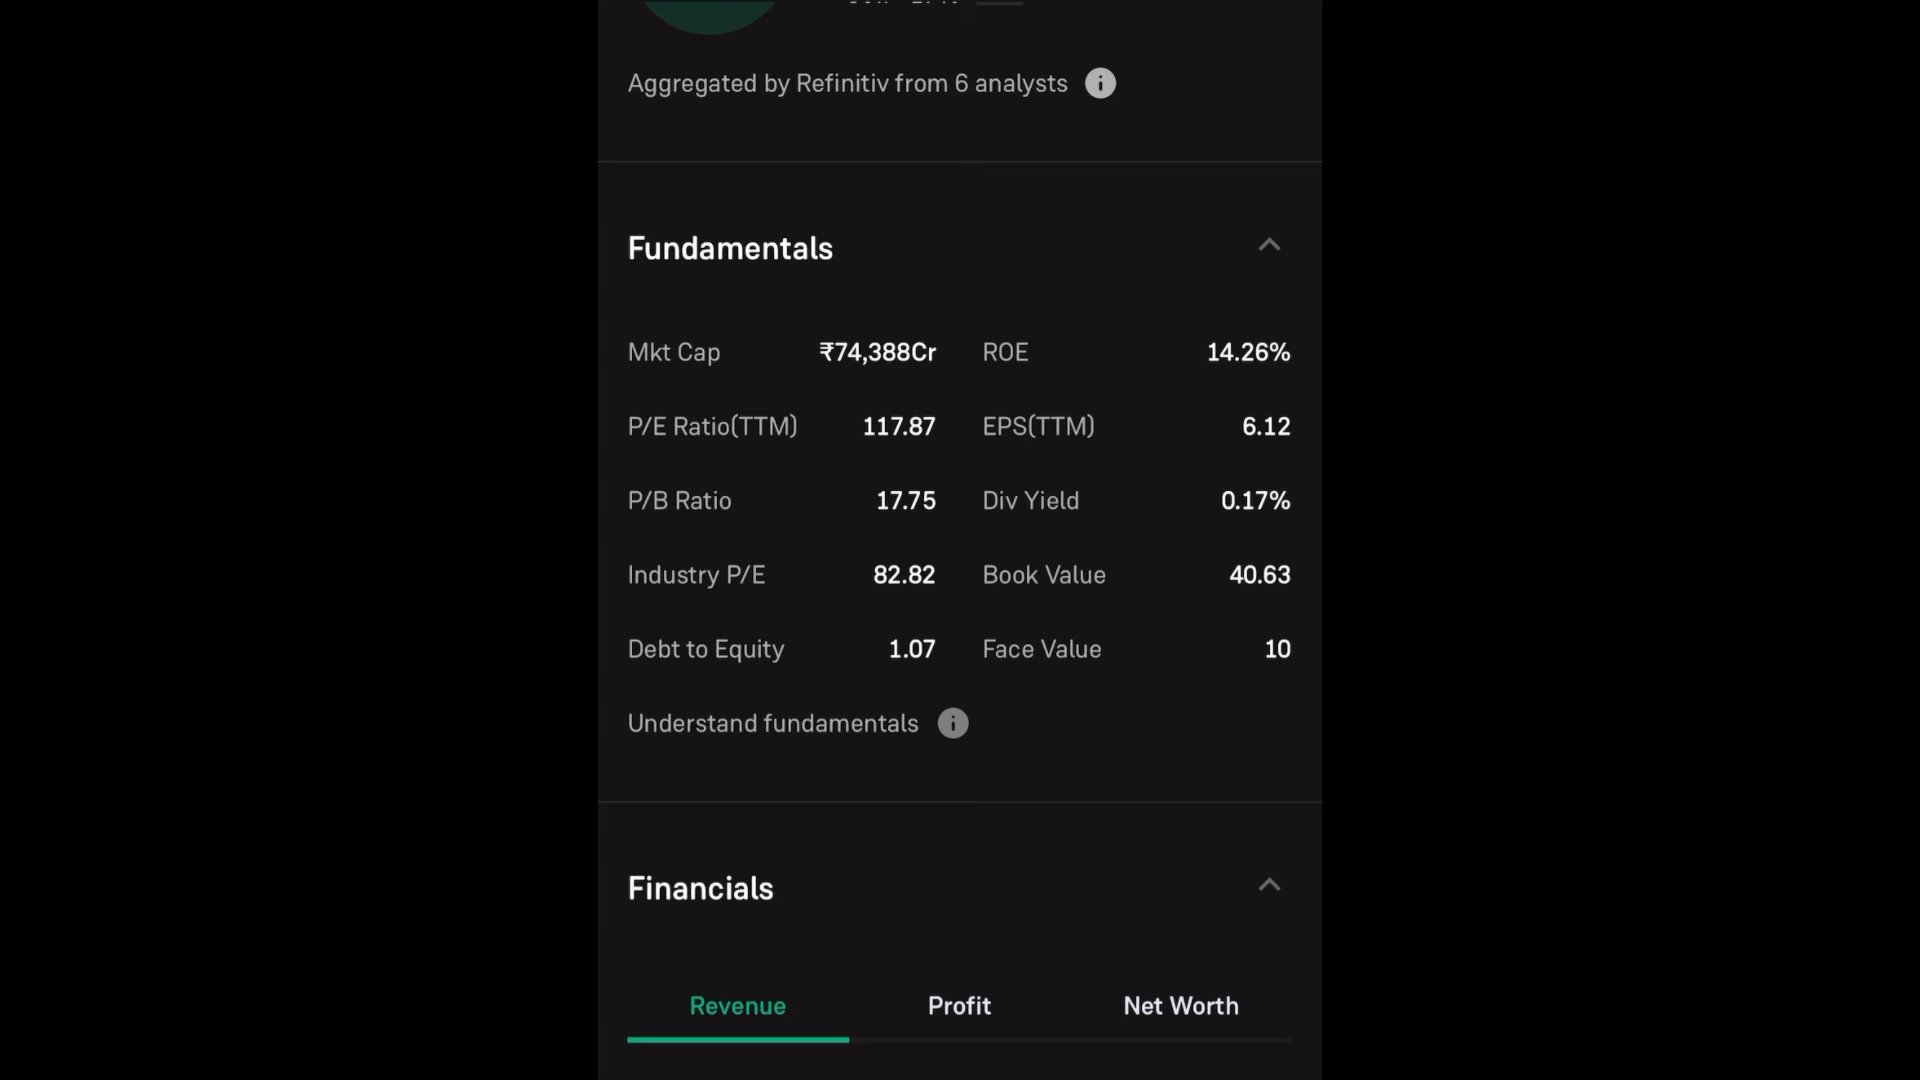 Aggregated by Refinitiv from 6 analysts
Fundamentals
Mkt Cap ₹74,388Cr ROE 14.26%
P/E Ratio(TTM) 117.87 EPS(TTM) 6.12
P/B Ratio 17.75 Div Yield 0.17%
Industry P/E 82.82 Book Value 40.63
Debt to Equity 1.07 Face Value 10
Understand fundamentals
Financials
Revenue Profit Net Worth